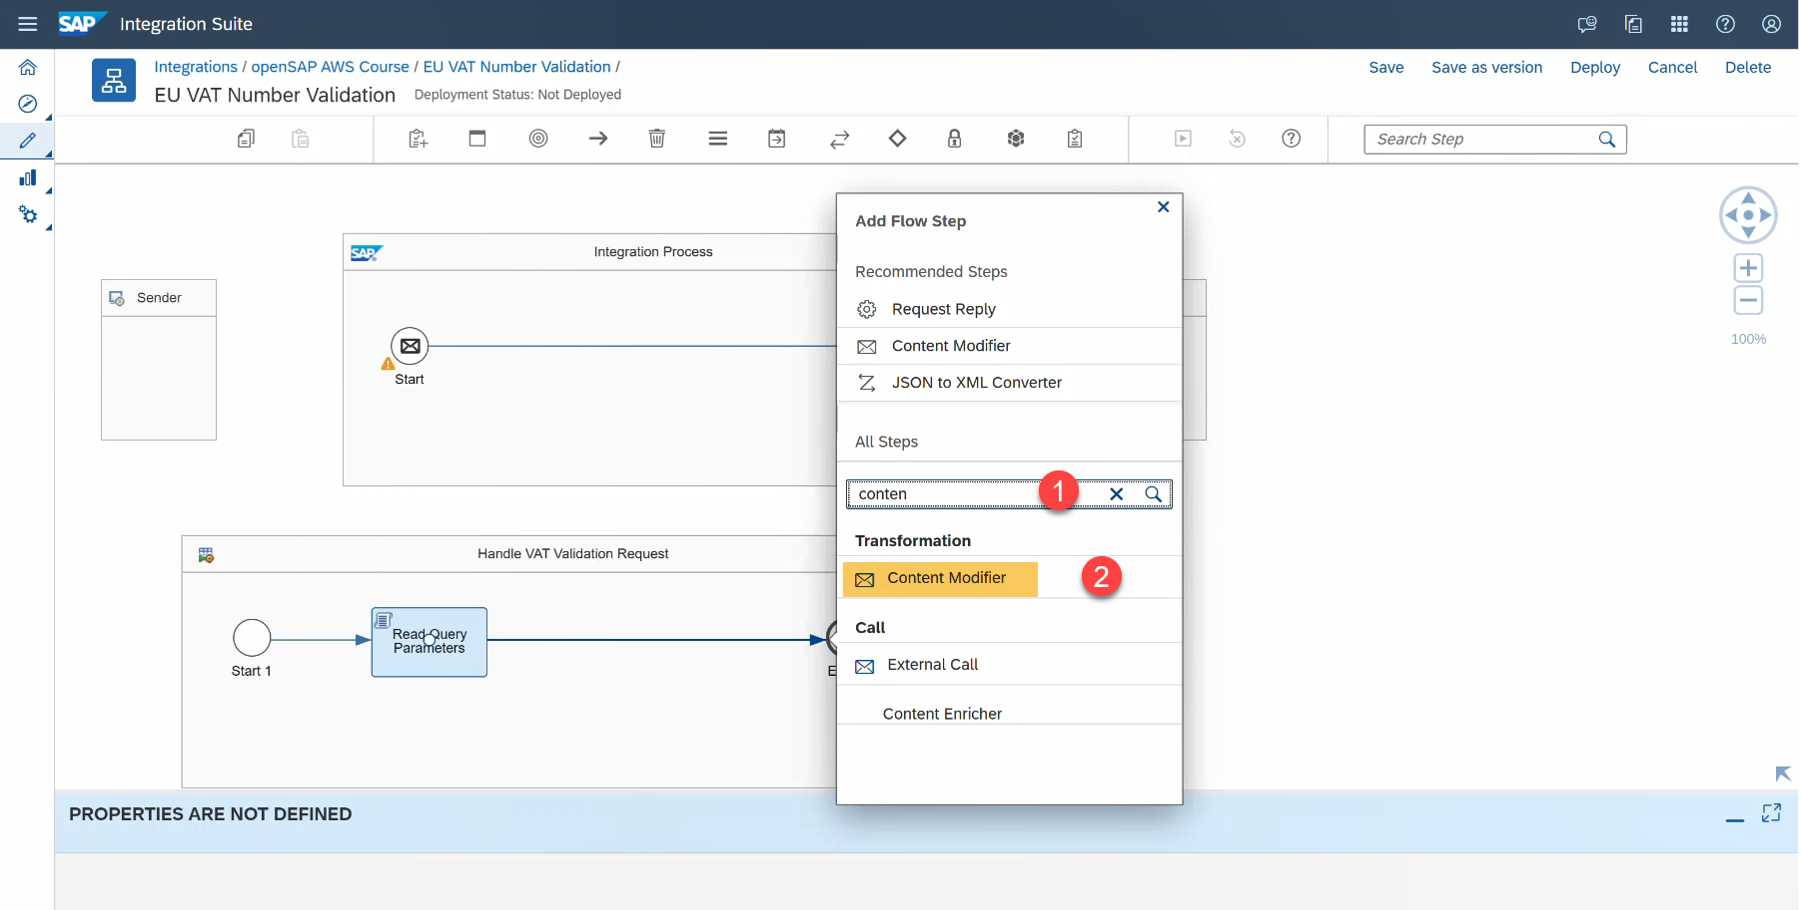 SAP Integration Suite
Integrations / openSAP AWS Course / EU VAT Number Validation /
Save Save as version Deploy Cancel Delete
EU VAT Number Validation Deployment Status: Not Deployed
Search Step
Add Flow Step
Recommended Steps
Request Reply
Content Modifier
JSON to XML Converter
All Steps
conten 1
Transformation
Content Modifier 2
Call
External Call
Content Enricher
SAP Integration Process
Sender
Start
100%
Handle VAT Validation Request
Read Query
Parameters
Start 1
E
PROPERTIES ARE NOT DEFINED